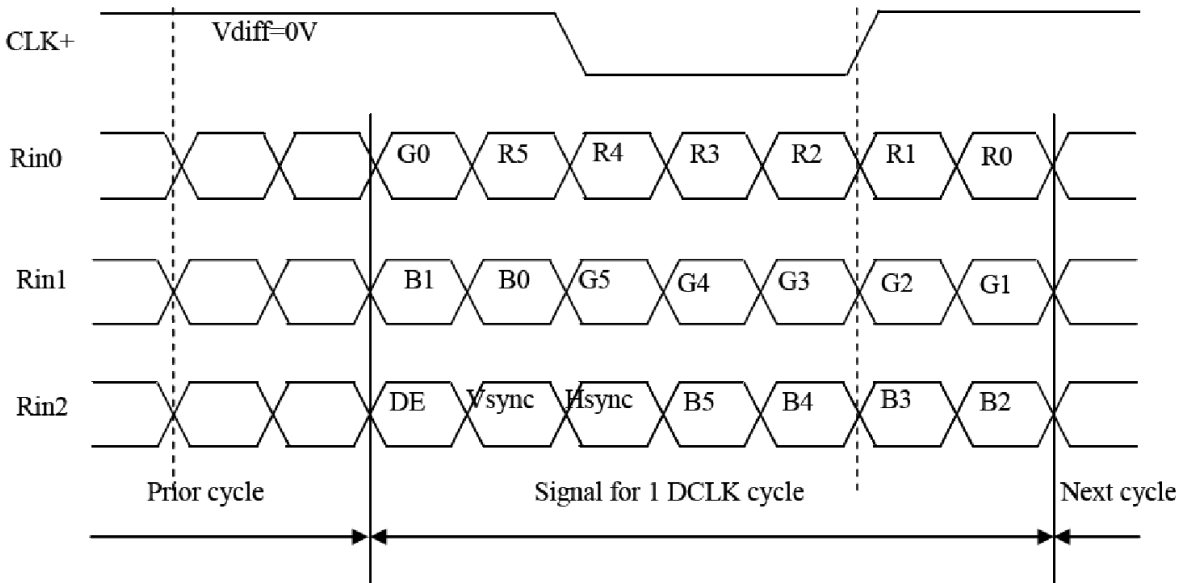 CLK+ Vdiff=0V
Rin0 G0 R5 R4 R3 R2 R1 R0
Rin1 B1 B0 G5 G4 G3 G2 G1
Rin2 DE Vsync Hsync B5 B4 B3 B2
Prior cycle Signal for 1 DCLK cycle Next cycle